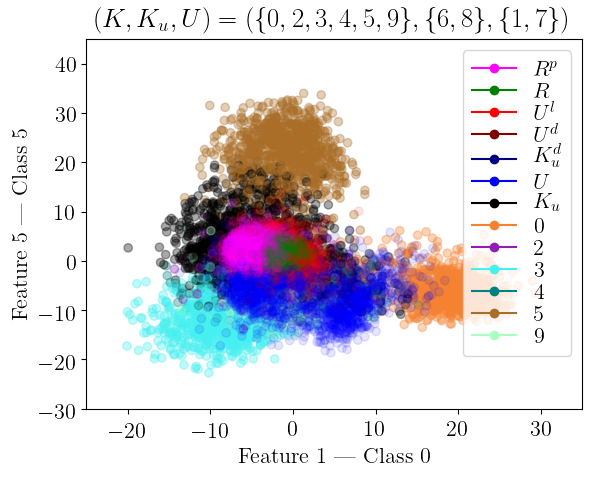 (K, K_u, U) = ({0, 2, 3, 4, 5, 9}, {6, 8}, {1, 7})
40
30
20
10
0
−10
−20
−30
Feature 5 — Class 5
R^p
R
U^l
U^d
K_u^d
U
K_u
0
2
3
4
5
9
−20
−10
0
10
20
30
Feature 1 — Class 0